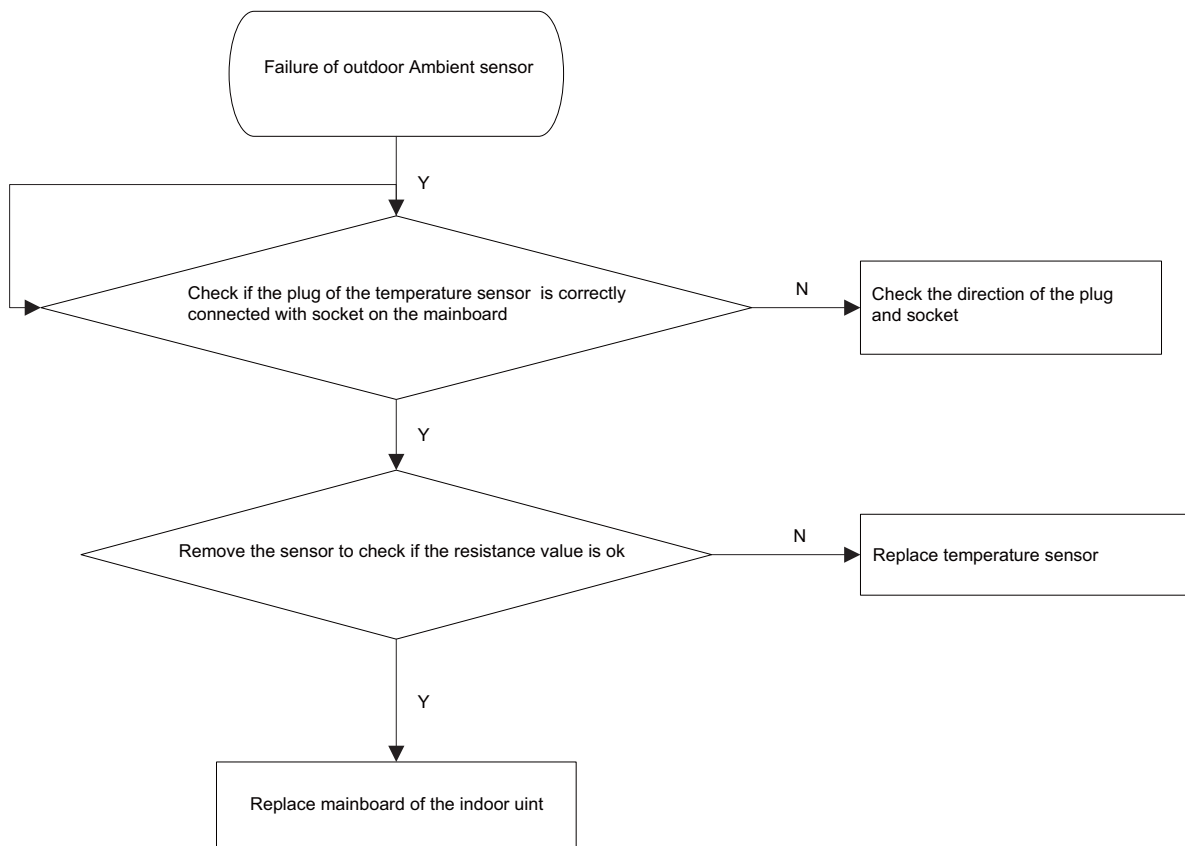 Failure of outdoor Ambient sensor
Y
Check if the plug of the temperature sensor is correctly
connected with socket on the mainboard
N
Check the direction of the plug
and socket
Y
Remove the sensor to check if the resistance value is ok
N
Replace temperature sensor
Y
Replace mainboard of the indoor uint